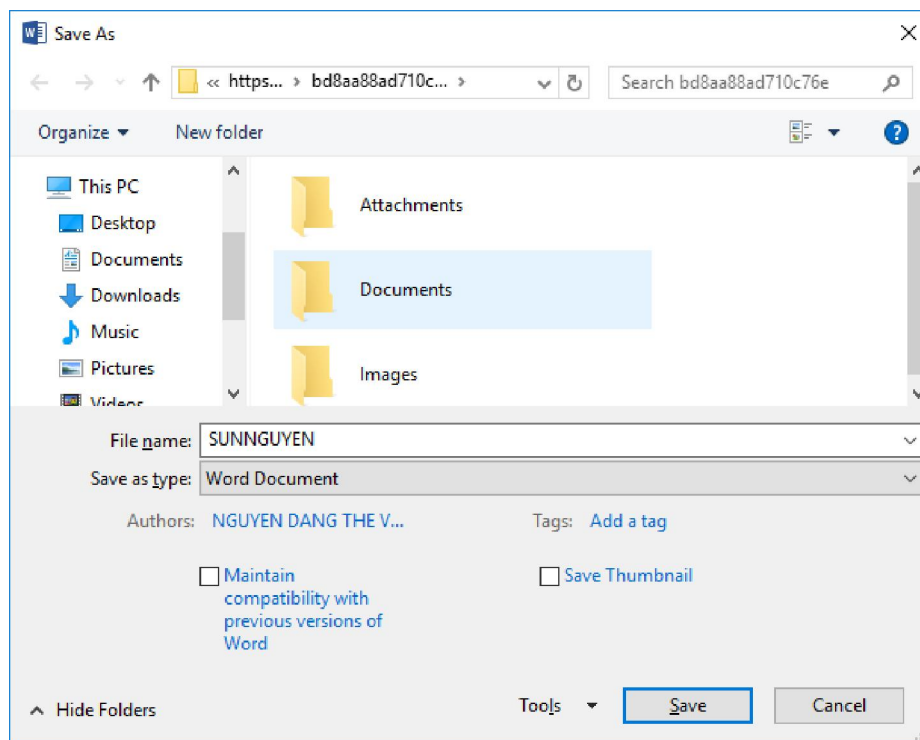 Save As
« https... > bd8aa88ad710c... >
Search bd8aa88ad710c76e
Organize
New folder
This PC
Desktop
Documents
Downloads
Music
Pictures
Videos
Attachments
Documents
Images
File name: SUNNGUYEN
Save as type: Word Document
Authors: NGUYEN DANG THE V...
Tags: Add a tag
Maintain
compatibility with
previous versions of
Word
Save Thumbnail
Hide Folders
Tools
Save
Cancel